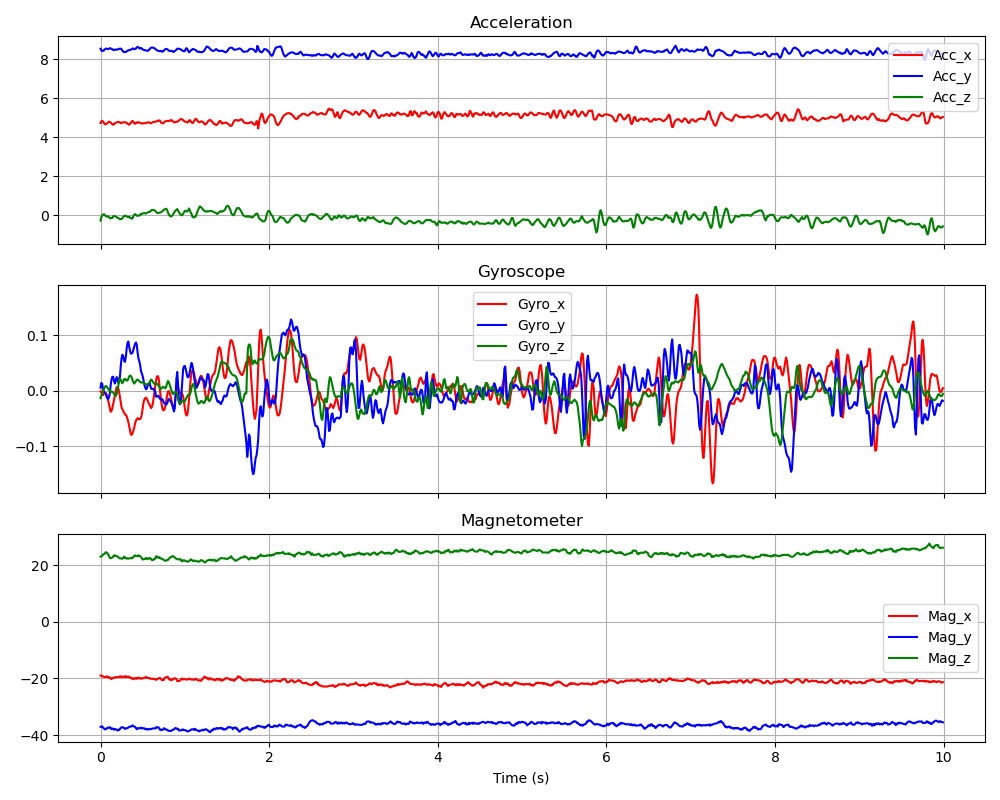 Acceleration
8
6
4
2
0
Acc_x
Acc_y
Acc_z
Gyroscope
0.1
0.0
−0.1
Gyro_x
Gyro_y
Gyro_z
Magnetometer
20
0
−20
−40
Mag_x
Mag_y
Mag_z
0 2 4 6 8 10
Time (s)